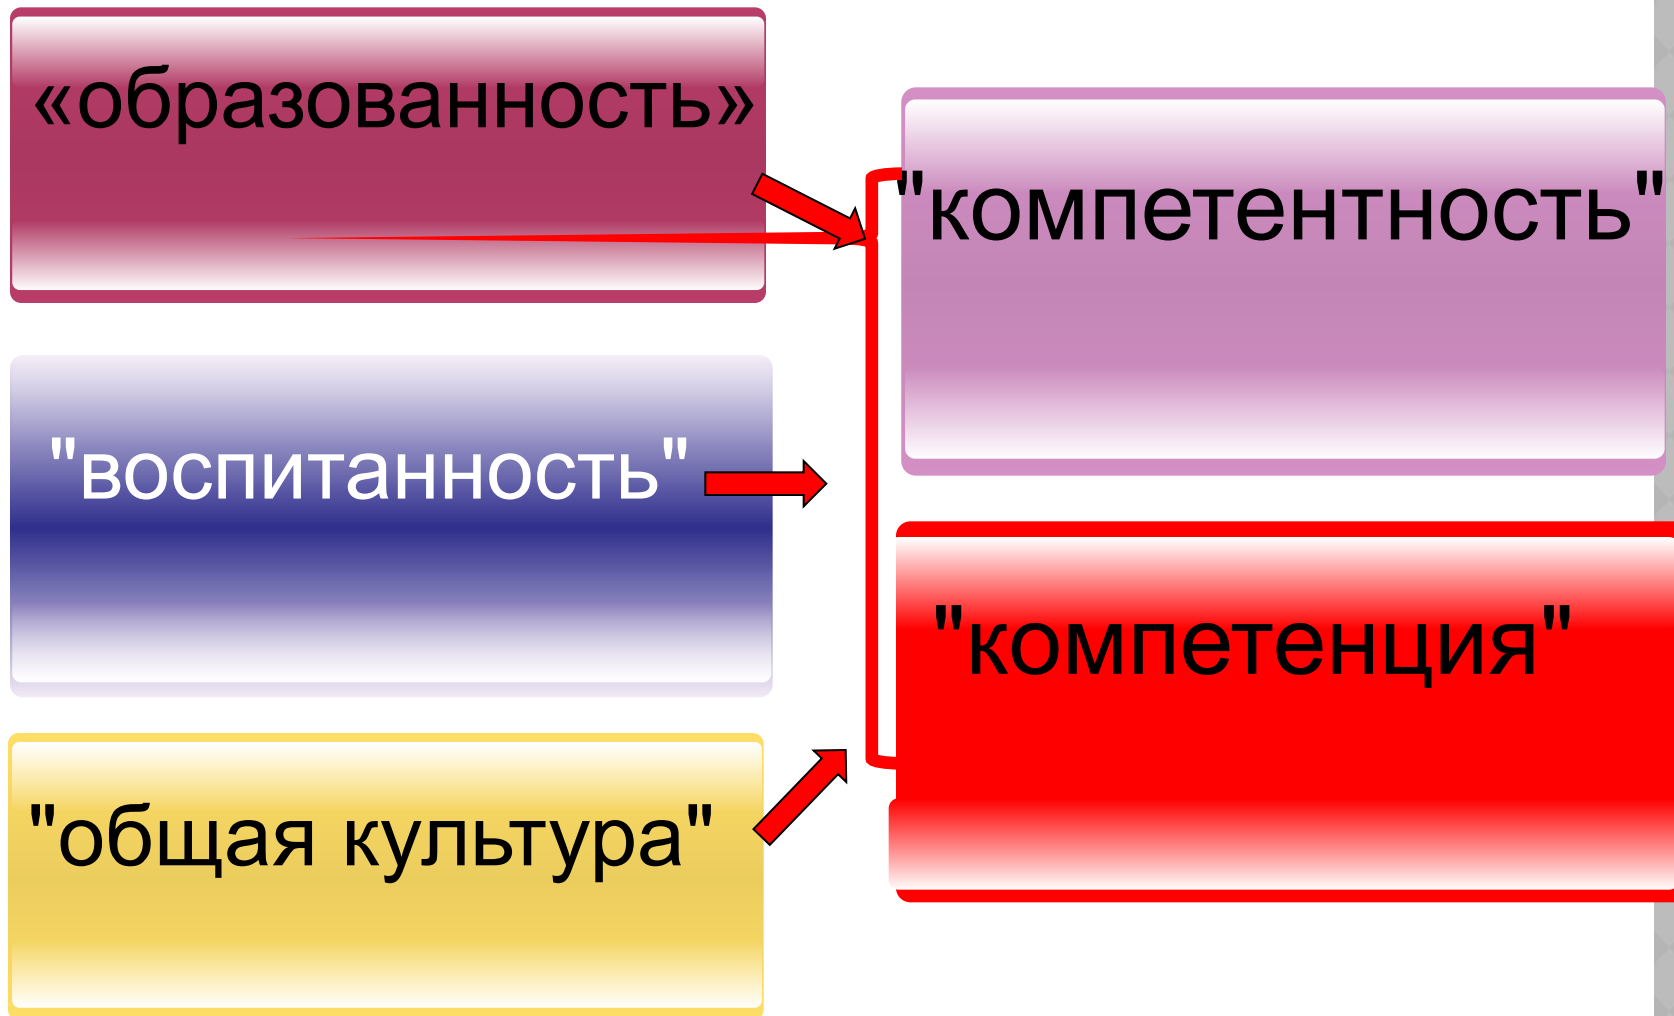 «образованность»
"воспитанность"
"общая культура"
"компетентность"
"компетенция"